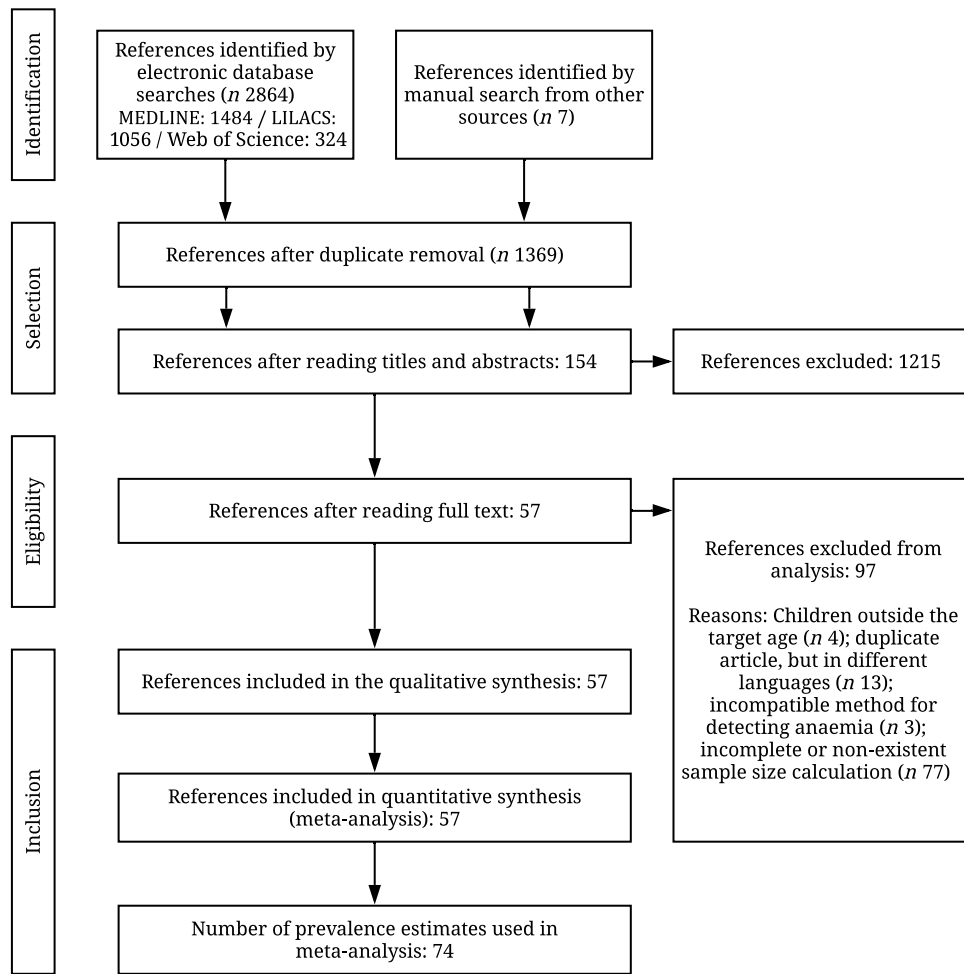 Identification
References identified by
electronic database
searches (n 2864)
MEDLINE: 1484 / LILACS:
1056 / Web of Science: 324
References identified by
manual search from other
sources (n 7)
Selection
References after duplicate removal (n 1369)
References after reading titles and abstracts: 154
References excluded: 1215
Eligibility
References after reading full text: 57
References excluded from
analysis: 97
Reasons: Children outside the
target age (n 4); duplicate
article, but in different
languages (n 13);
incompatible method for
detecting anaemia (n 3);
incomplete or non-existent
sample size calculation (n 77)
Inclusion
References included in the qualitative synthesis: 57
References included in quantitative synthesis
(meta-analysis): 57
Number of prevalence estimates used in
meta-analysis: 74